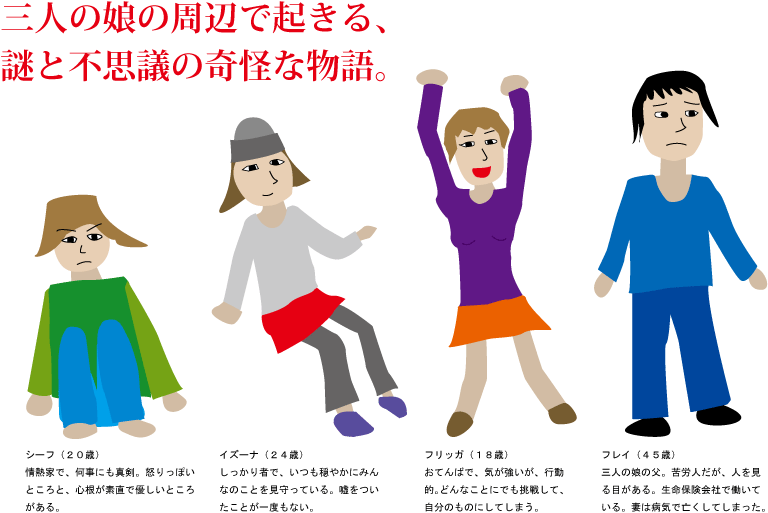 三人の娘の周辺で起きる、
謎と不思議の奇怪な物語。
シーフ（２０歳）
情熱家で、何事にも真剣。怒りっぽい
ところと、心根が素直で優しいところ
がある。
イズーナ（２４歳）
しっかり者で、いつも穏やかにみん
なのことを見守っている。嘘をつい
たことが一度もない。
フリッガ（１８歳）
おてんばで、気が強いが、行動
的。どんなことにでも挑戦して、
自分のものにしてしまう。
フレイ（４５歳）
三人の娘の父。苦労人だが、人を見
る目がある。生命保険会社で働いて
いる。妻は病気で亡くしてしまった。